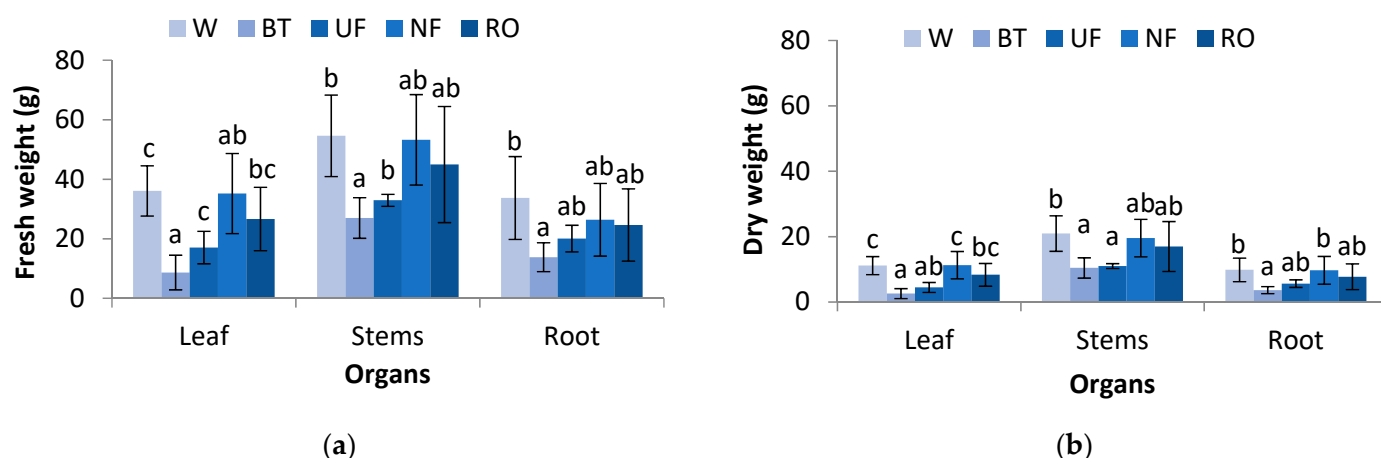 W BT UF NF RO
Fresh weight (g)
80
60
40
20
0
c a c ab bc
b a b ab ab
b a ab ab ab
Leaf Stems Root
Organs
(a)
W BT UF NF RO
Dry weight (g)
80
60
40
20
0
c a ab c bc
b a a ab ab
b a ab b ab
Leaf Stems Root
Organs
(b)